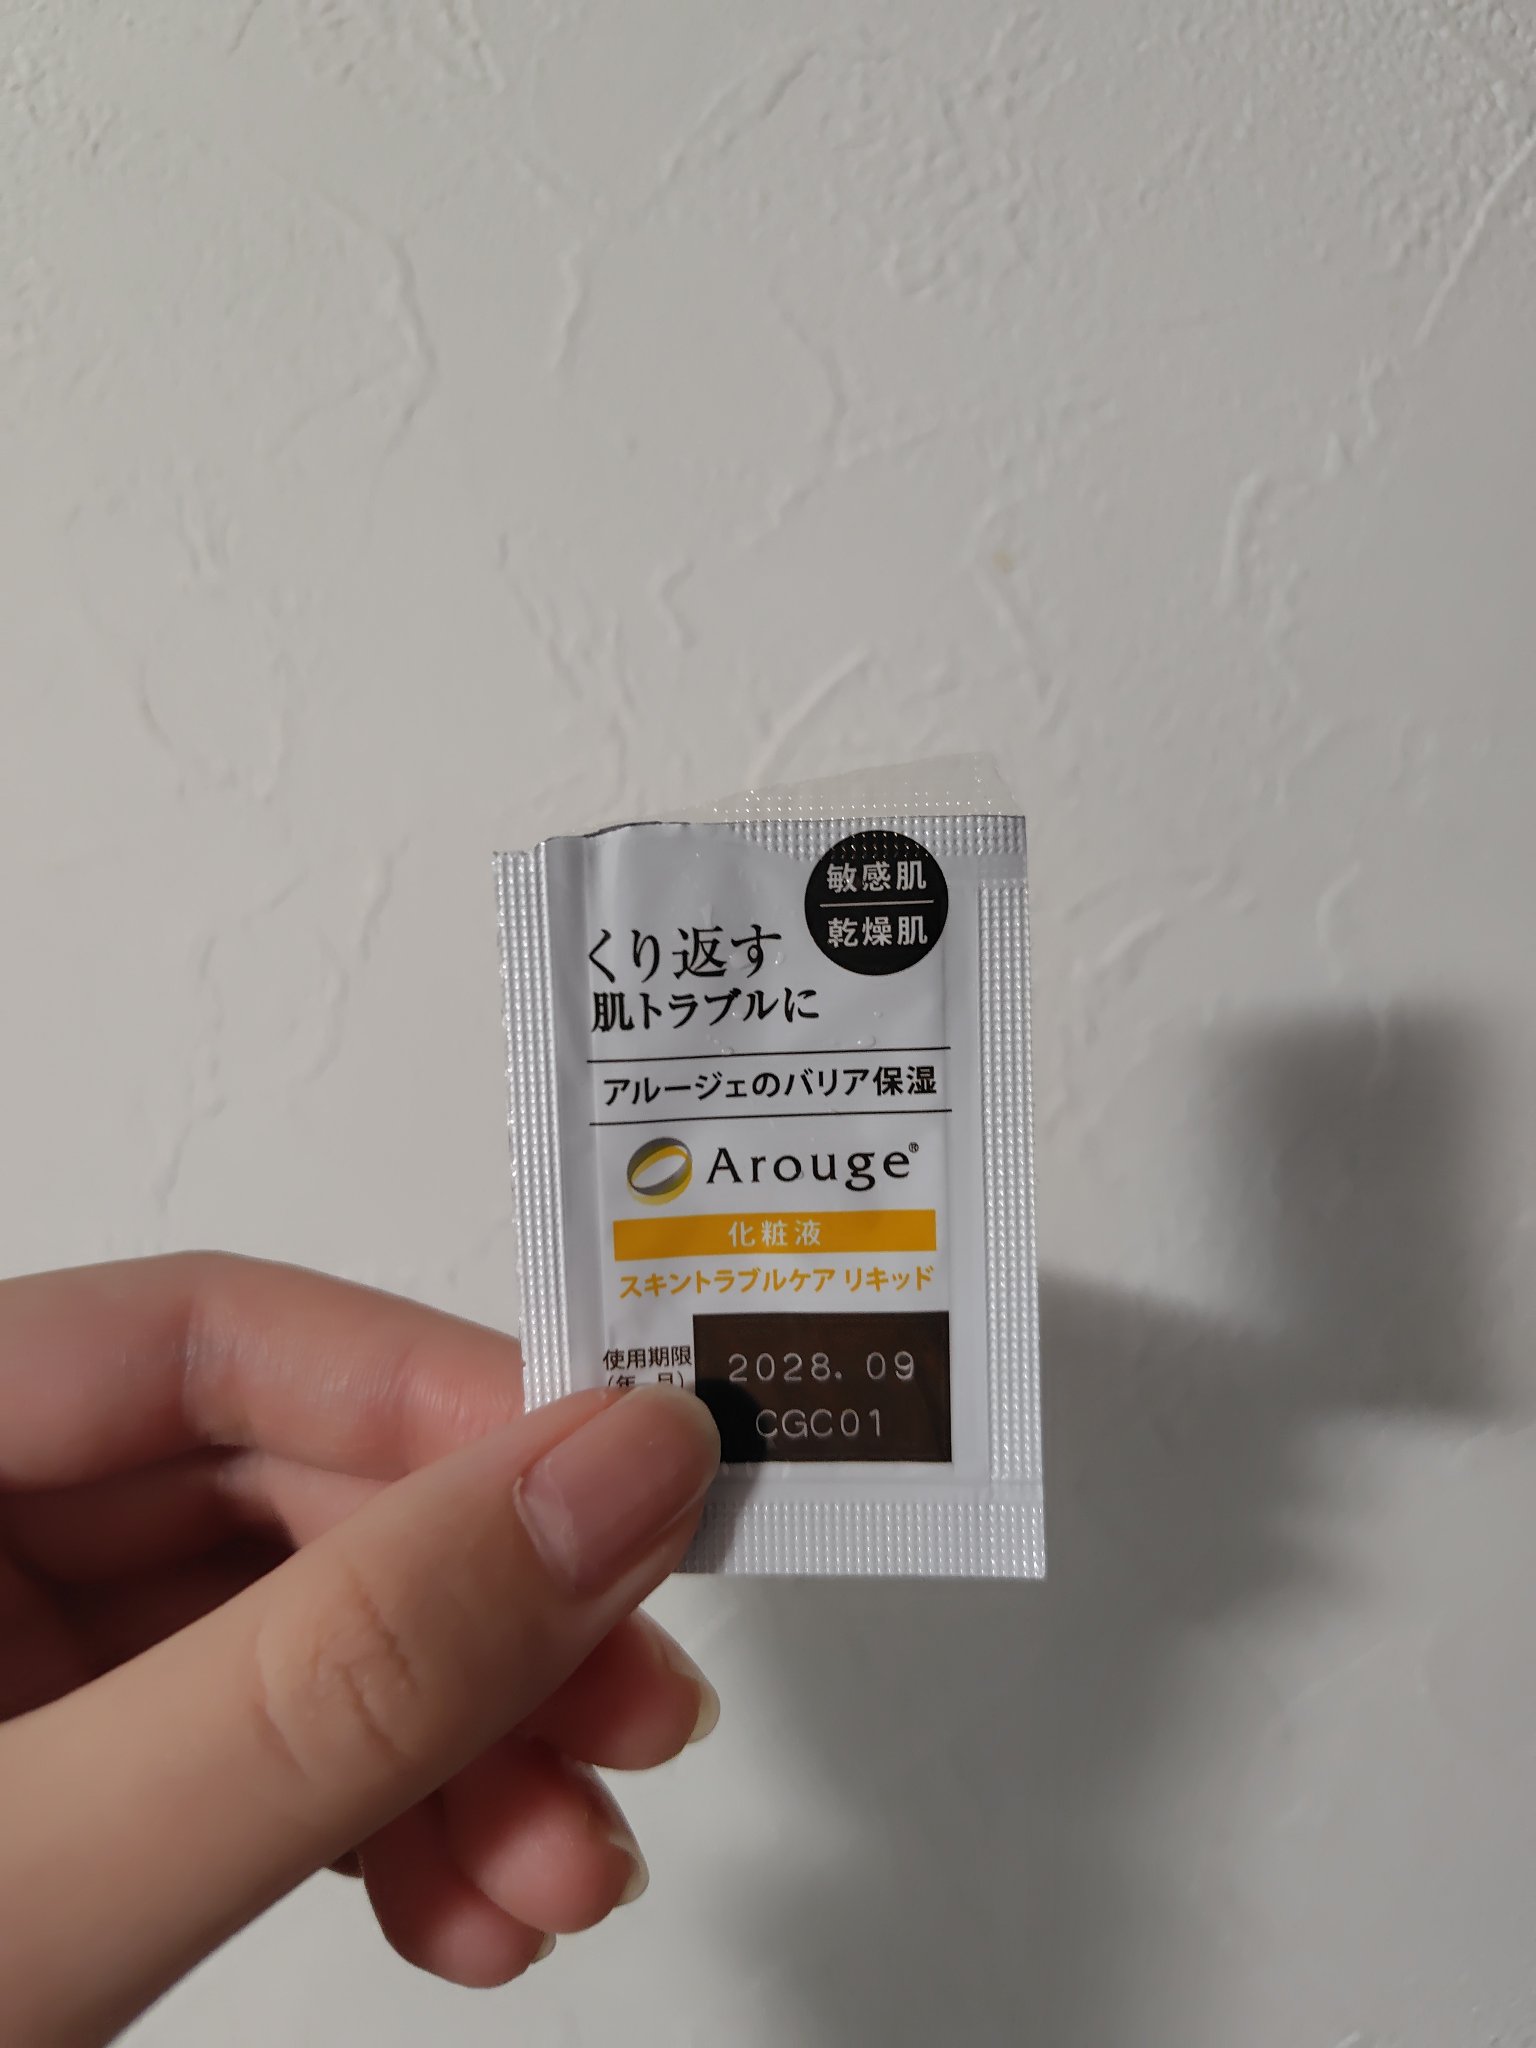 敏感肌
乾燥肌
くり返す
肌トラブルに
アルージェのバリア保湿
Arouge®
化粧液
スキントラブルケア リキッド
使用期限
(年 月)
2028. 09
CGC01